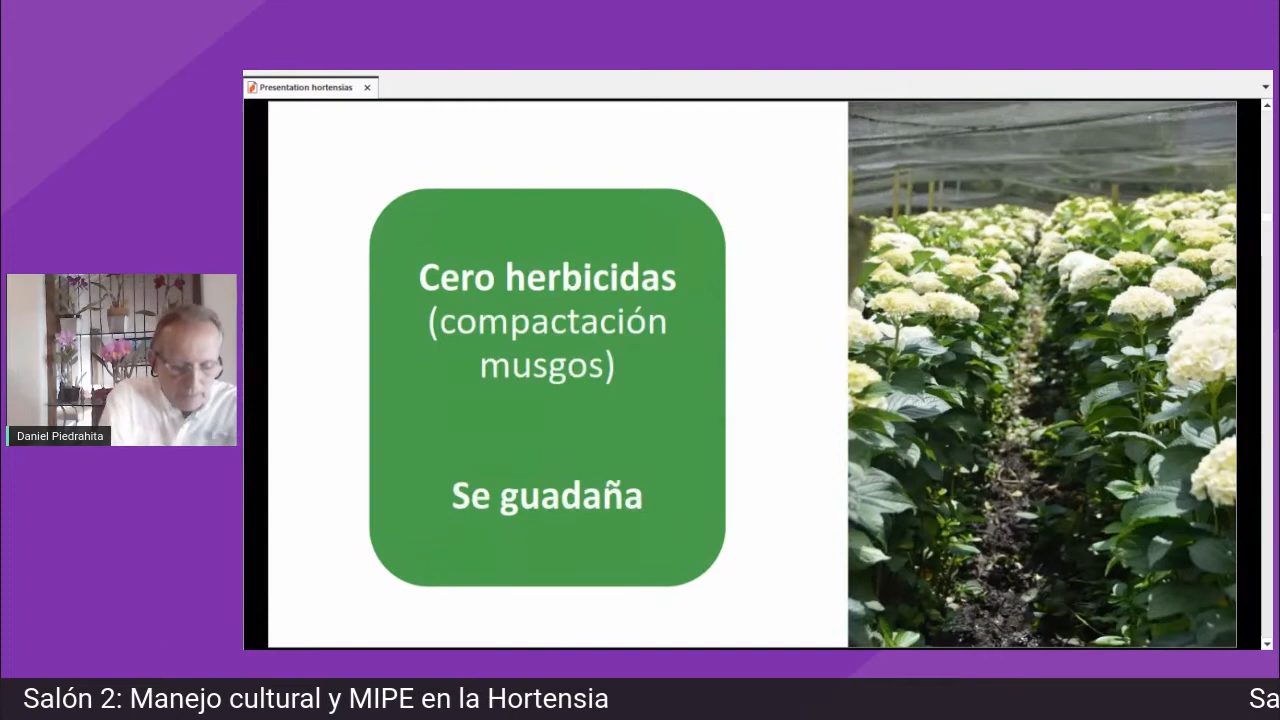 Presentation hortensias
Cero herbicidas
(compactación
musgos)
Se guadaña
Daniel Piedrahita
Salón 2: Manejo cultural y MIPE en la Hortensia
Sa